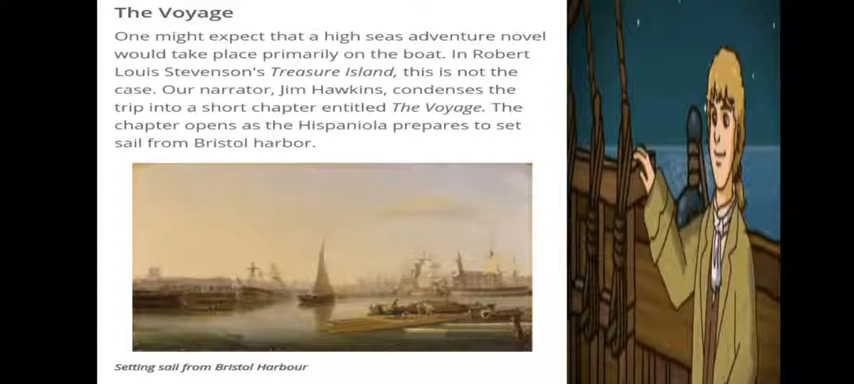 The Voyage
One might expect that a high seas adventure novel
would take place primarily on the boat. In Robert
Louis Stevenson's Treasure Island, this is not the
case. Our narrator, Jim Hawkins, condenses the
trip into a short chapter entitled The Voyage. The
chapter opens as the Hispaniola prepares to set
sail from Bristol harbor.
Setting sail from Bristol Harbour